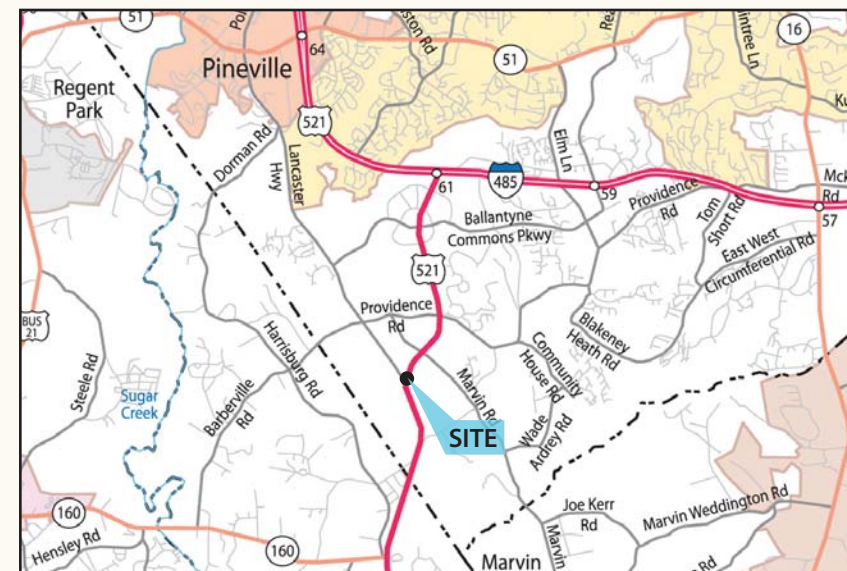 51
64
51
16
Pineville
Regent
Park
521
Dorman Rd
Lancaster
Hwy
Elm Ln
61
485
59
Providence
Rd
Tom
Short Rd
Rd
57
Ballantyne
Commons Pkwy
East West
Circumferential Rd
521
BUS
21
Steele Rd
Providence
Rd
Harrisburg Rd
Blakeney
Heath Rd
Community
House Rd
Sugar
Creek
Barberville
Rd
Marvin Rd
SITE
Wade
Ardrey Rd
160
Hensley Rd
160
Joe Kerr
Rd
Marvin Weddington Rd
Marvin
Marvin
Rd